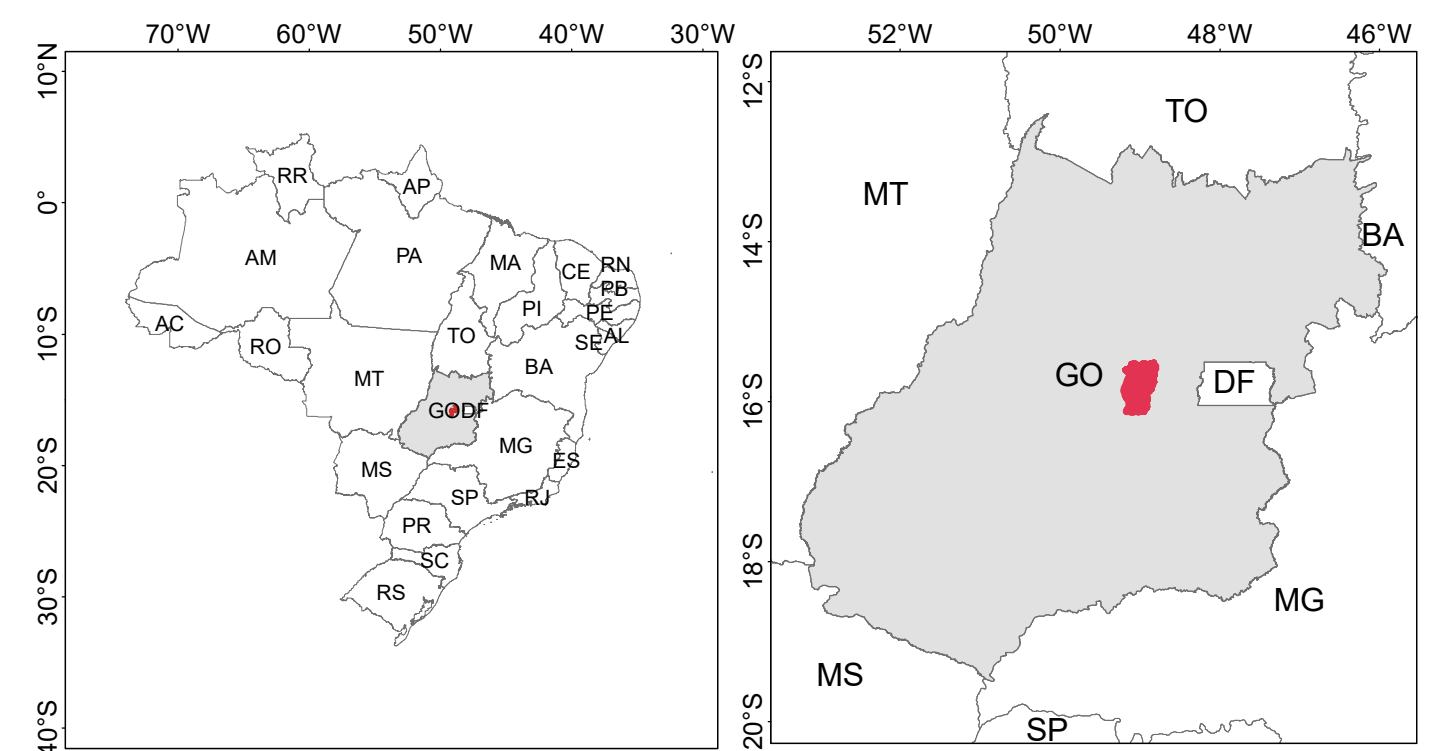 70°W 60°W 50°W 40°W 30°W
10°N
0°
10°S
20°S
30°S
40°S
RR
AP
AM
PA
MA
CE
RN
PB
PI
PE
AC
TO
AL
SE
RO
BA
MT
GO
DF
MG
ES
MS
SP
RJ
PR
SC
RS
52°W 50°W 48°W 46°W
12°S
14°S
16°S
18°S
20°S
TO
MT
BA
GO
DF
MG
MS
SP